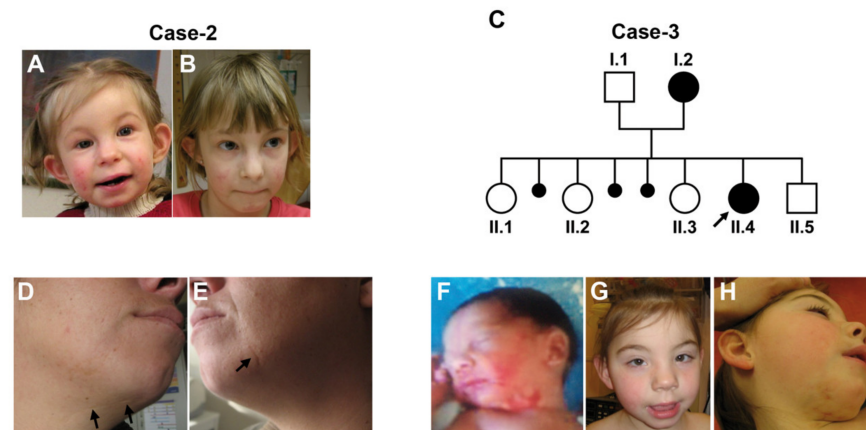 Case-2
A
B
C
Case-3
I.1
I.2
II.1
II.2
II.3
II.4
II.5
D
E
F
G
H